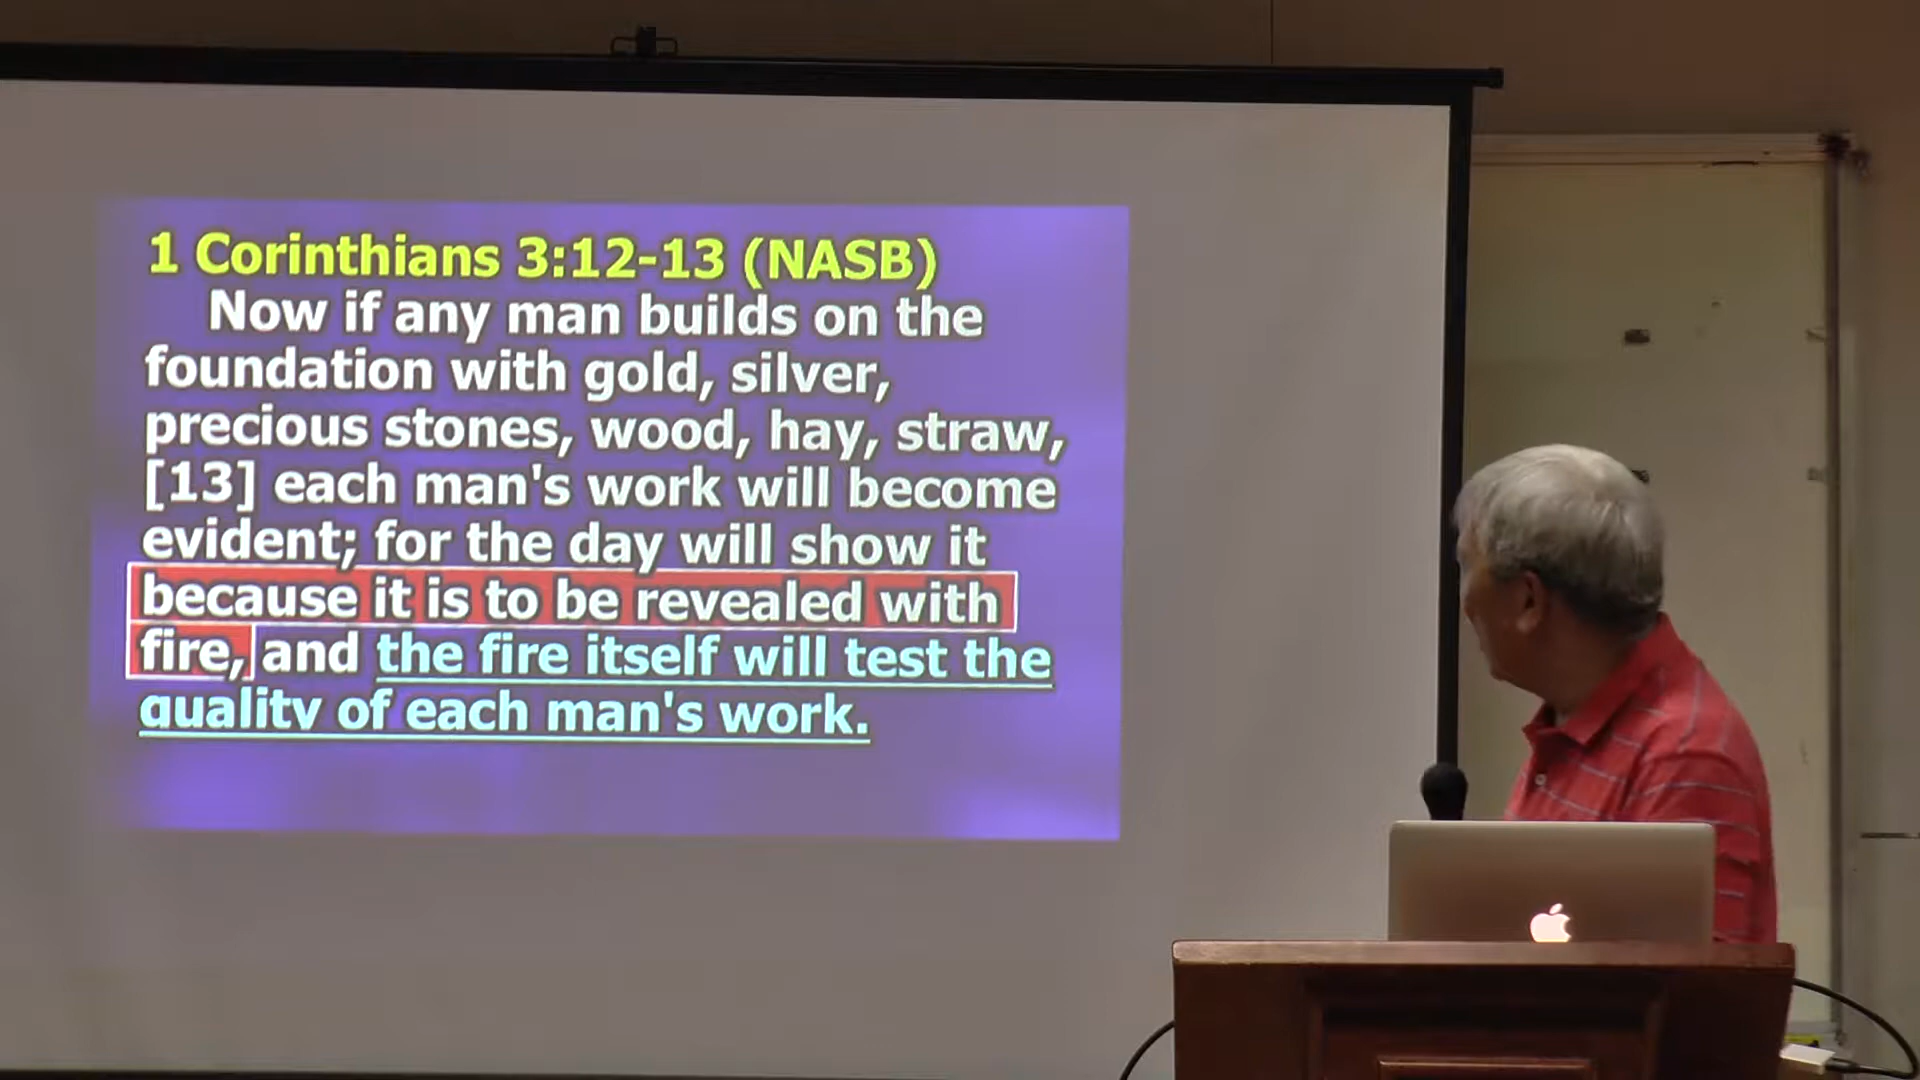 1 Corinthians 3:12-13 (NASB)
Now if any man builds on the
foundation with gold, silver,
precious stones, wood, hay, straw,
[13] each man's work will become
evident; for the day will show it
because it is to be revealed with
fire, and the fire itself will test the
quality of each man's work.